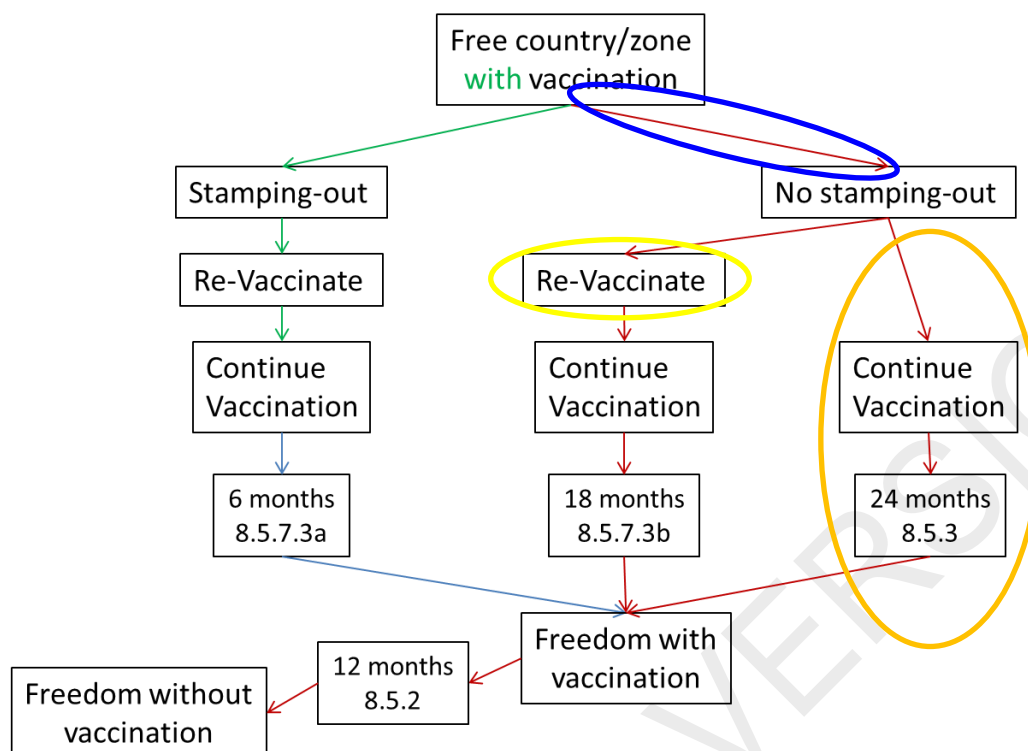 Free country/zone
with vaccination
Stamping-out
No stamping-out
Re-Vaccinate
Re-Vaccinate
Continue
Vaccination
Continue
Vaccination
Continue
Vaccination
6 months
8.5.7.3a
18 months
8.5.7.3b
24 months
8.5.3
Freedom with
vaccination
12 months
8.5.2
Freedom without
vaccination
VERSIO